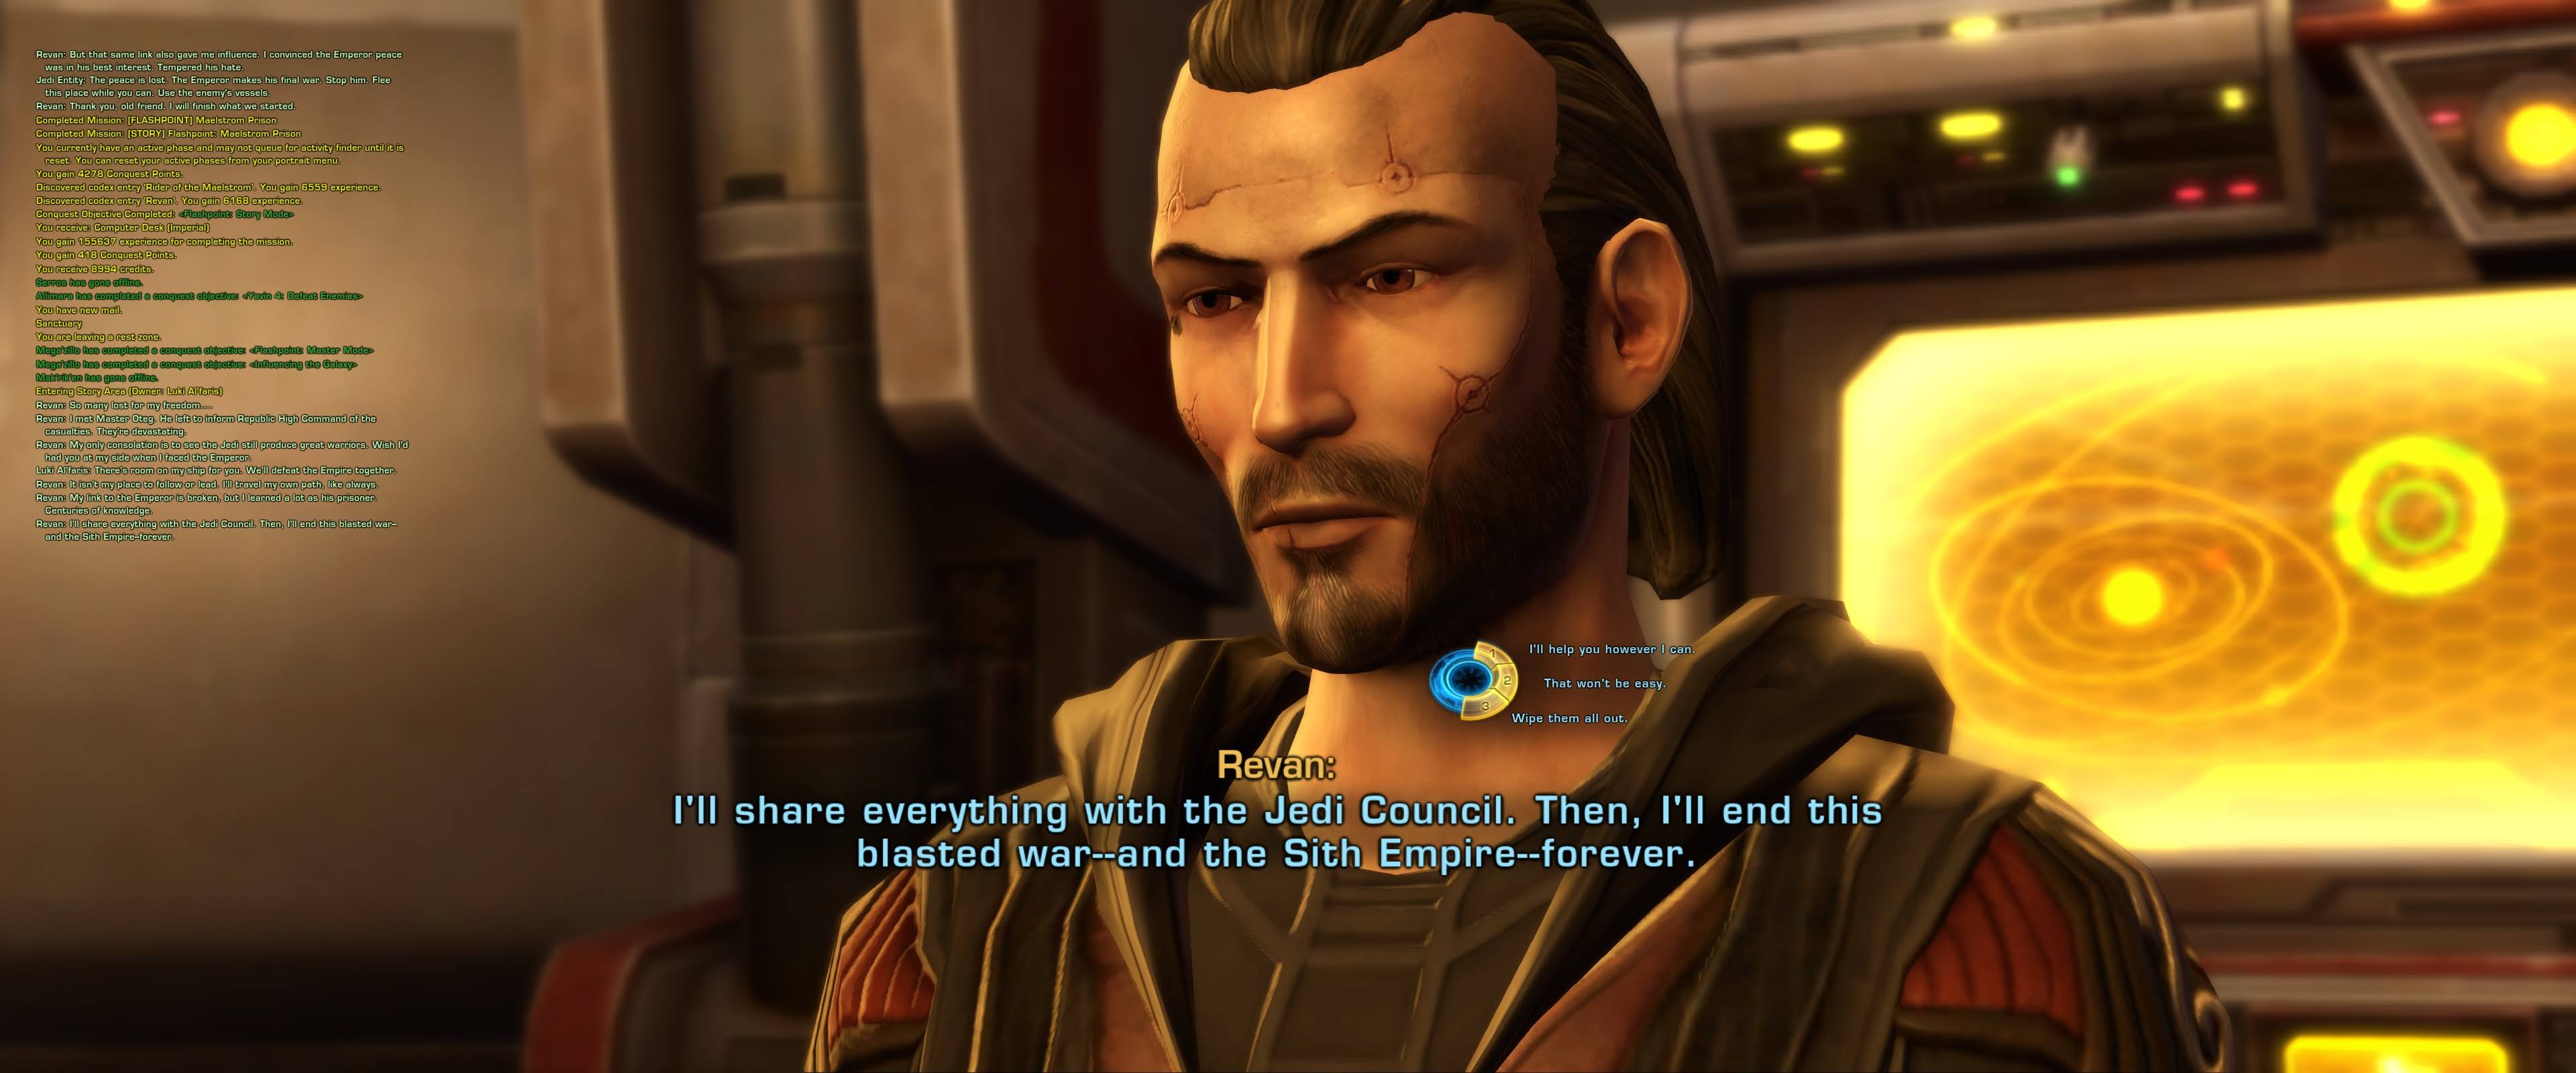 Revan: But that same link also gave me influence. I convinced the Emperor peace
was in his best interest. Tempered his hate.
Jedi Entity: The peace is lost. The Emperor makes his final war. Stop him. Flee
this place while you can. Use the enemy's vessels.
Revan: Thank you, old friend. I will finish what we started.
Completed Mission: [FLASHPOINT] Maelstrom Prison
Completed Mission: [STORY] Flashpoint: Maelstrom Prison
You currently have an active phase and may not queue for activity finder until it is
reset. You can reset your active phases from your portrait menu.
You gain 4278 Conquest Points.
Discovered codex entry 'Rider of the Maelstrom'. You gain 6559 experience.
Discovered codex entry 'Revan'. You gain 6168 experience.
Conquest Objective Completed: <Flashpoint: Story Mode>
You receive: Computer Desk (Imperial)
You gain 155637 experience for completing the mission.
You gain 418 Conquest Points.
You receive 8994 credits.
Serros has gone offline.
Allimara has completed a conquest objective: <Yavin 4: Defeat Enemies>
You have new mail.
Sanctuary
You are leaving a rest zone.
Mega'zillo has completed a conquest objective: <Flashpoint: Master Mode>
Mega'zillo has completed a conquest objective: <Influencing the Galaxy>
has gone offline.
Entering Story Area (Owner: Luki Al'faris)
Revan: So many lost for my freedom....
Revan: I met Master Oteg. He left to inform Republic High Command of the
casualties. They're devastating.
Revan: My only consolation is to see the Jedi still produce great warriors. Wish I'd
had you at my side when I faced the Emperor.
Luki Al'faris: There's room on my ship for you. We'll defeat the Empire together.
Revan: It isn't my place to follow or lead. I'll travel my own path, like always.
Revan: My link to the Emperor is broken, but I learned a lot as his prisoner.
Centuries of knowledge.
Revan: I'll share everything with the Jedi Council. Then, I'll end this blasted war--
and the Sith Empire--forever.
1 I'll help you however I can.
2 That won't be easy.
3 Wipe them all out.
Revan:
I'll share everything with the Jedi Council. Then, I'll end this
blasted war--and the Sith Empire--forever.